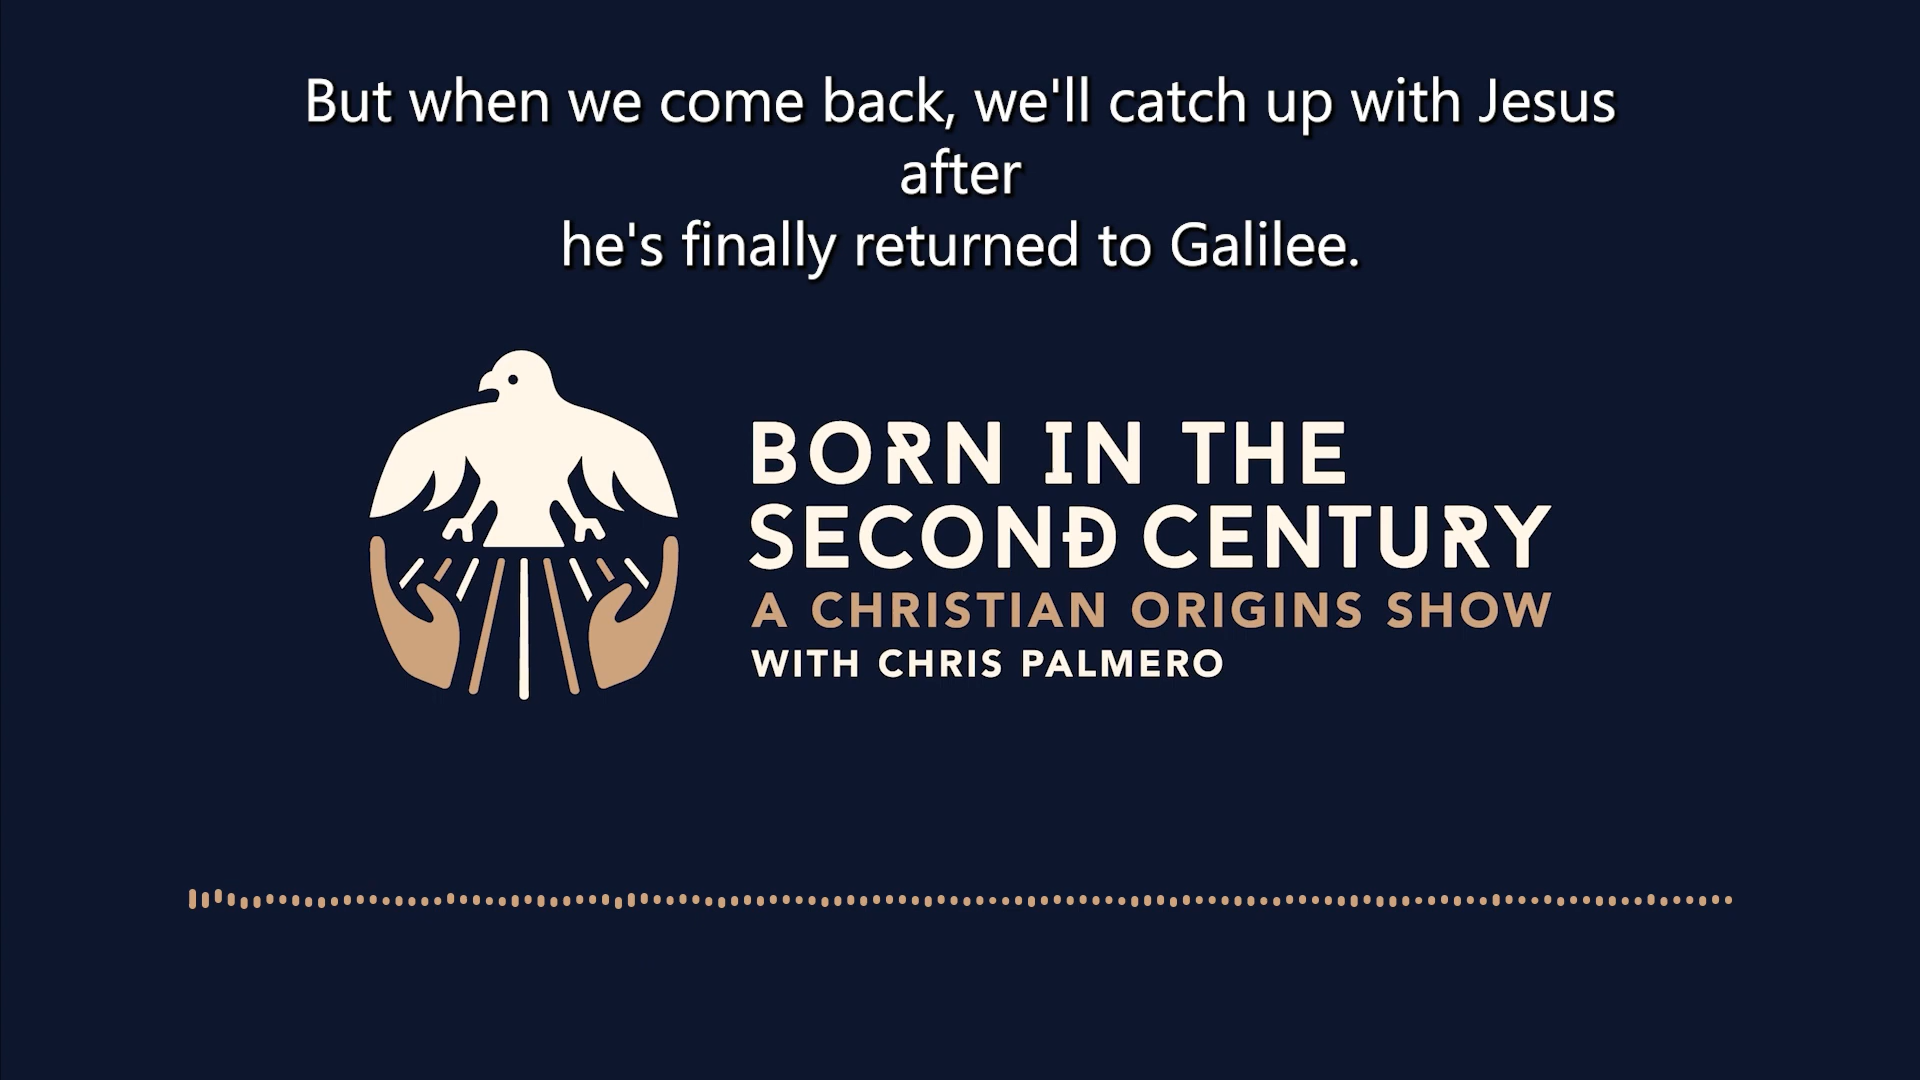 But when we come back, we'll catch up with Jesus
after
he's finally returned to Galilee.
BORN IN THE
SECOND CENTURY
A CHRISTIAN ORIGINS SHOW
WITH CHRIS PALMERO